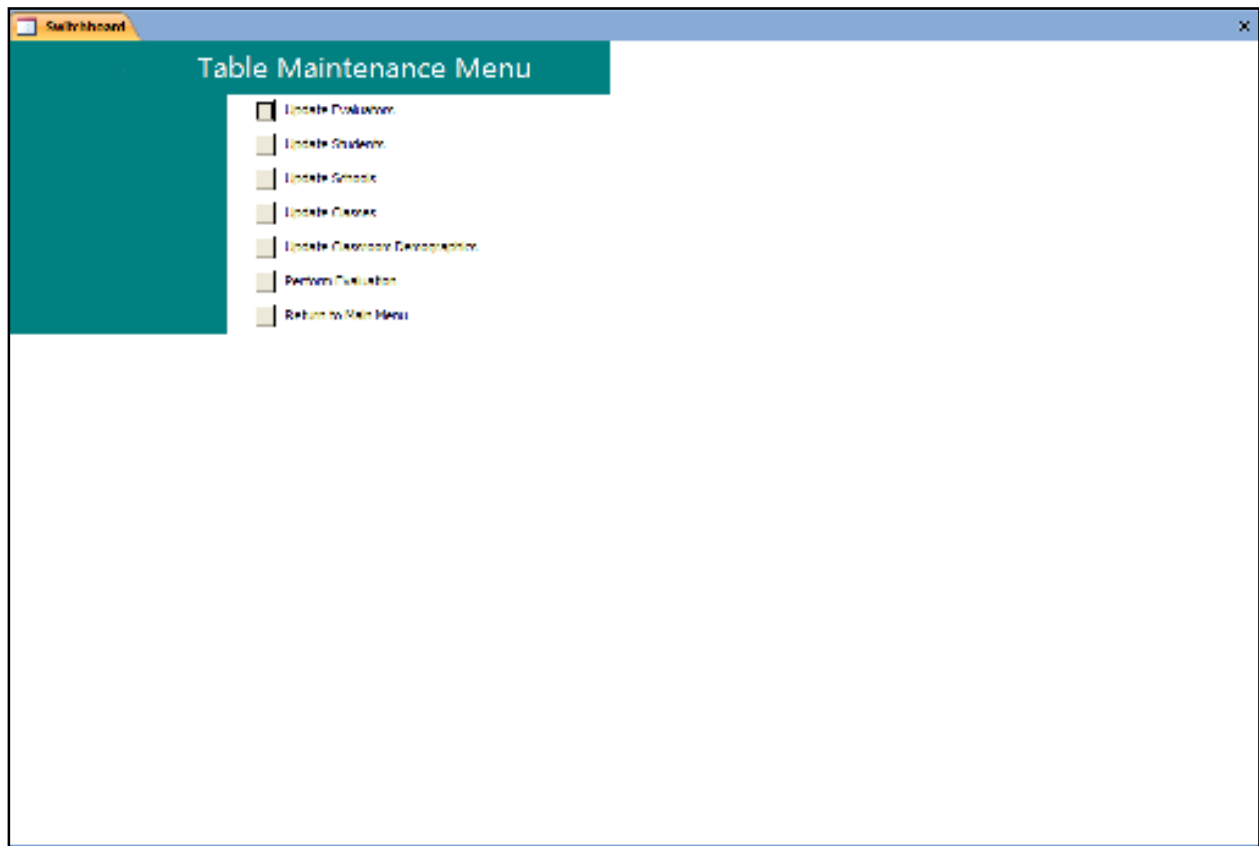 Switchboard
Table Maintenance Menu
Update Evaluators
Update Students
Update Schools
Update Classes
Update Classroom Demographics
Perform Evaluation
Return to Main Menu